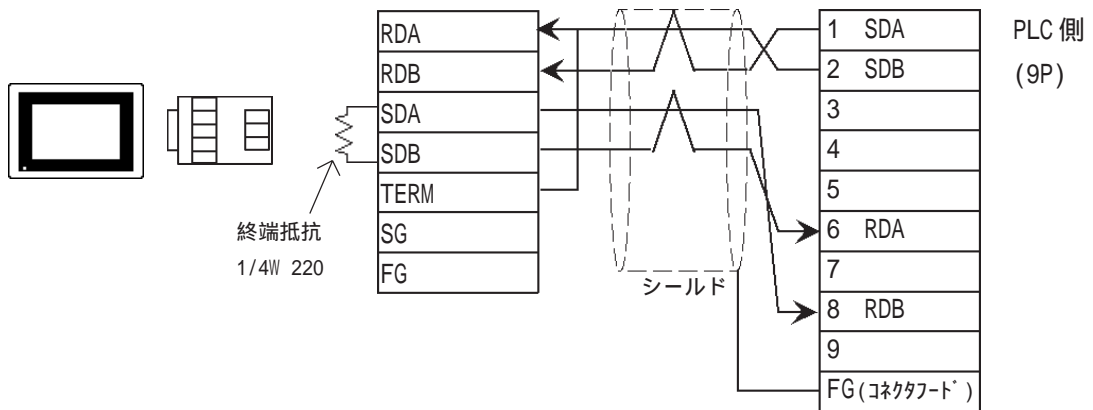 RDA
RDB
SDA
SDB
TERM
SG
FG
終端抵抗
1/4W 220
シールド
1 SDA
2 SDB
3
4
5
6 RDA
7
8 RDB
9
FG(ｺﾈｸﾀﾌｰﾄﾞ)
PLC 側
(9P)